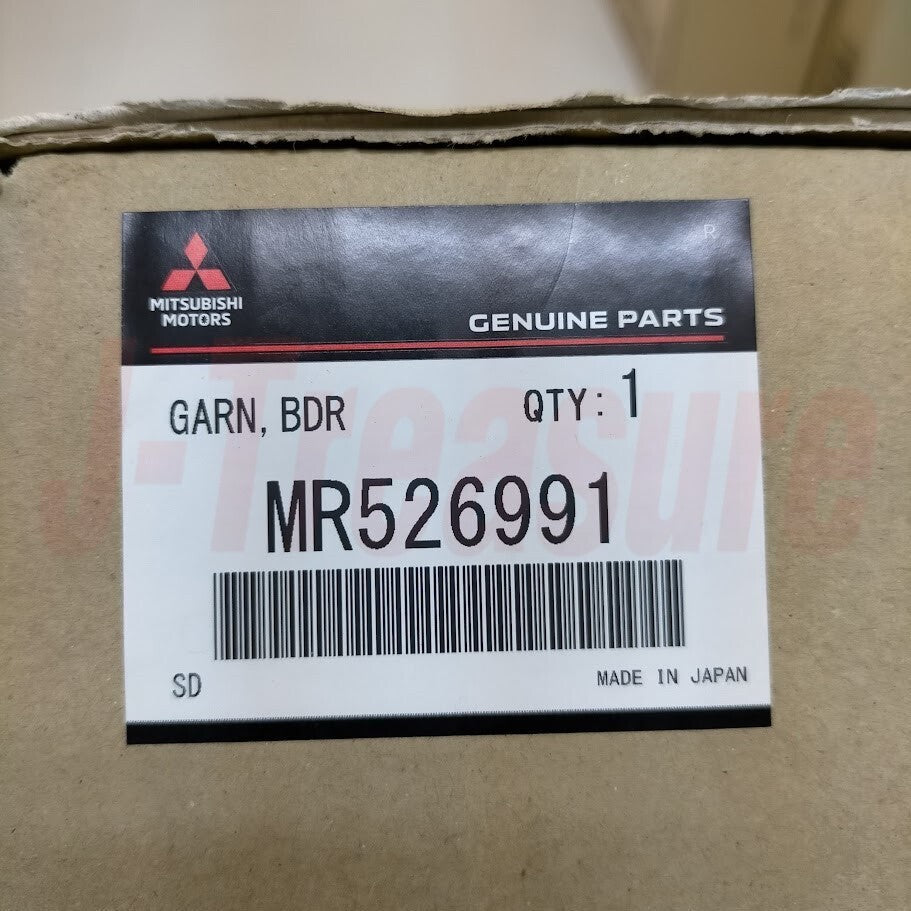 R
MITSUBISHI
MOTORS
GENUINE PARTS
GARN, BDR
QTY: 1
J-Treasure
MR526991
SD
MADE IN JAPAN